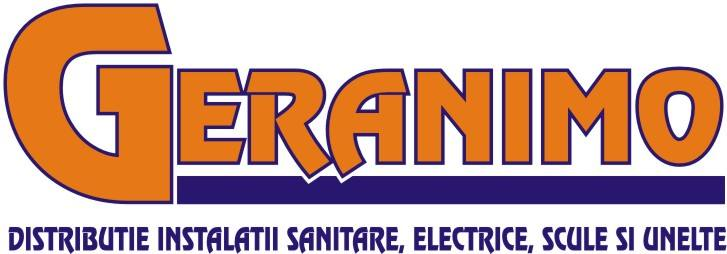 GERANIMO
DISTRIBUTIE INSTALATII SANITARE, ELECTRICE, SCULE SI UNELTE